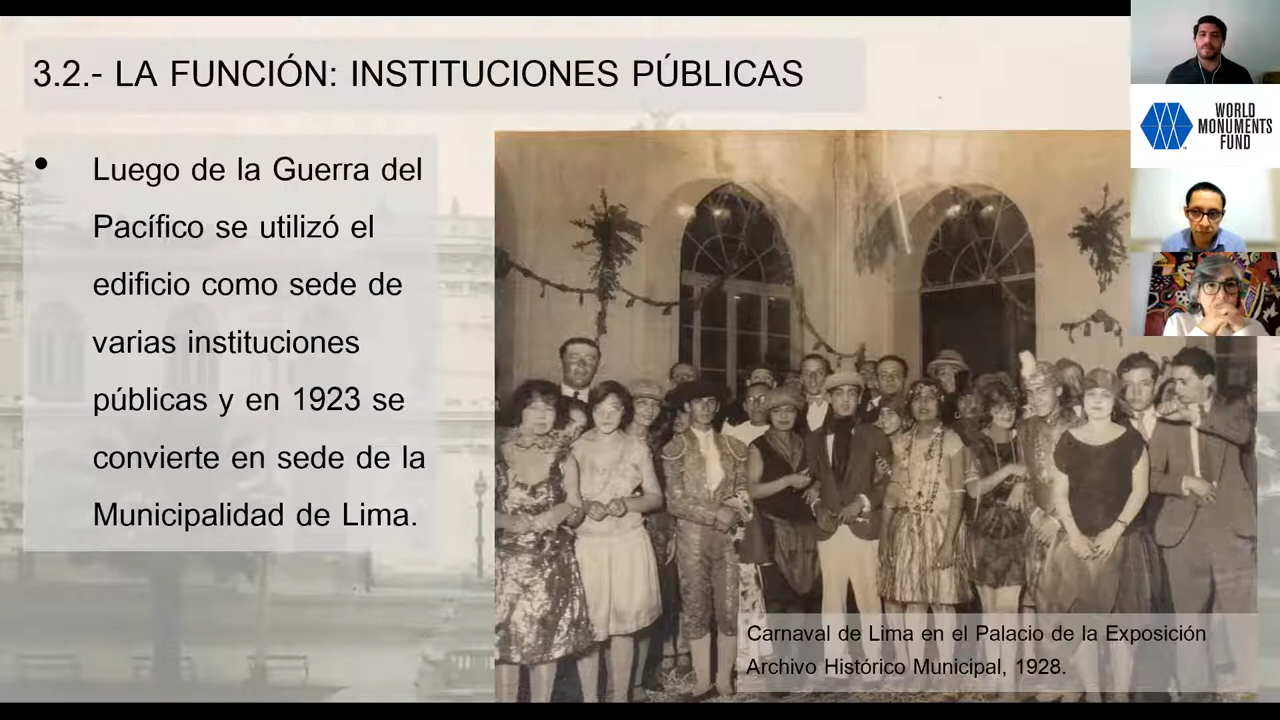 3.2.- LA FUNCIÓN: INSTITUCIONES PÚBLICAS
WORLD
MONUMENTS
FUND
• Luego de la Guerra del
Pacífico se utilizó el
edificio como sede de
varias instituciones
públicas y en 1923 se
convierte en sede de la
Municipalidad de Lima.
Carnaval de Lima en el Palacio de la Exposición
Archivo Histórico Municipal, 1928.